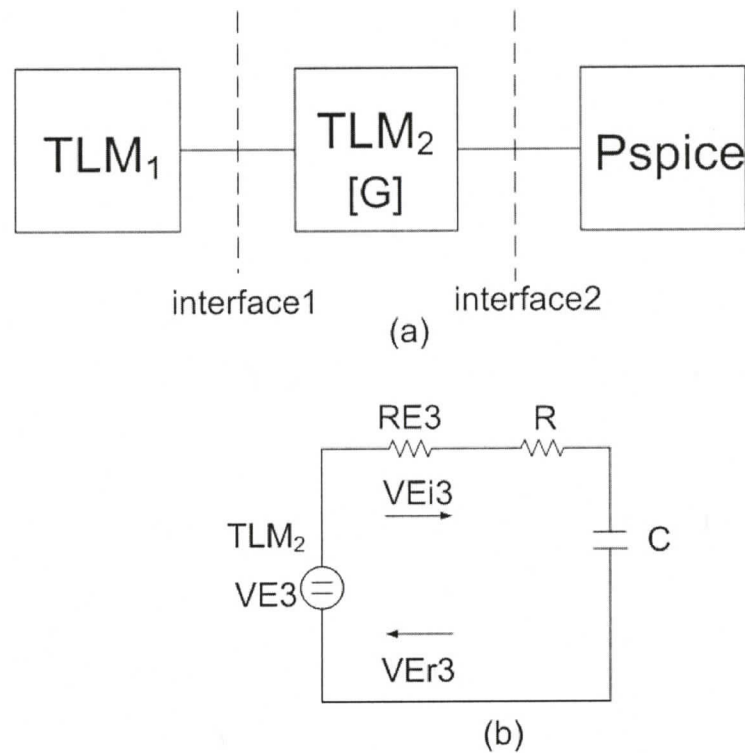 TLM₁
TLM₂
[G]
Pspice
interface1
interface2
(a)
RE3
R
VEi3
TLM₂
VE3
C
VEr3
(b)